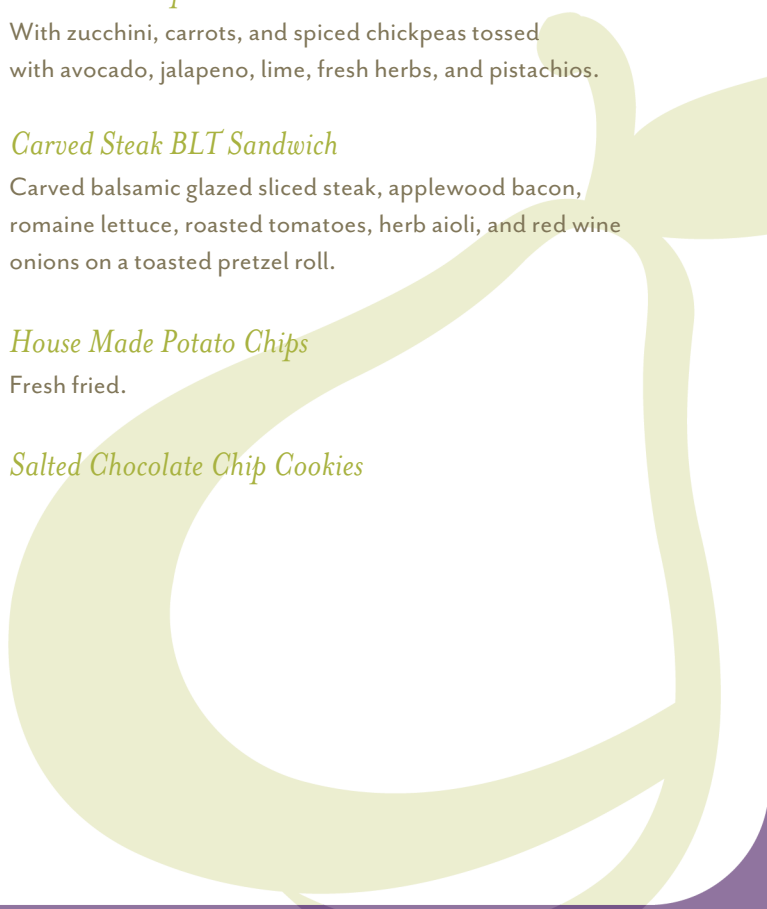 With zucchini, carrots, and spiced chickpeas tossed
with avocado, jalapeno, lime, fresh herbs, and pistachios.
Carved Steak BLT Sandwich
Carved balsamic glazed sliced steak, applewood bacon,
romaine lettuce, roasted tomatoes, herb aioli, and red wine
onions on a toasted pretzel roll.
House Made Potato Chips
Fresh fried.
Salted Chocolate Chip Cookies